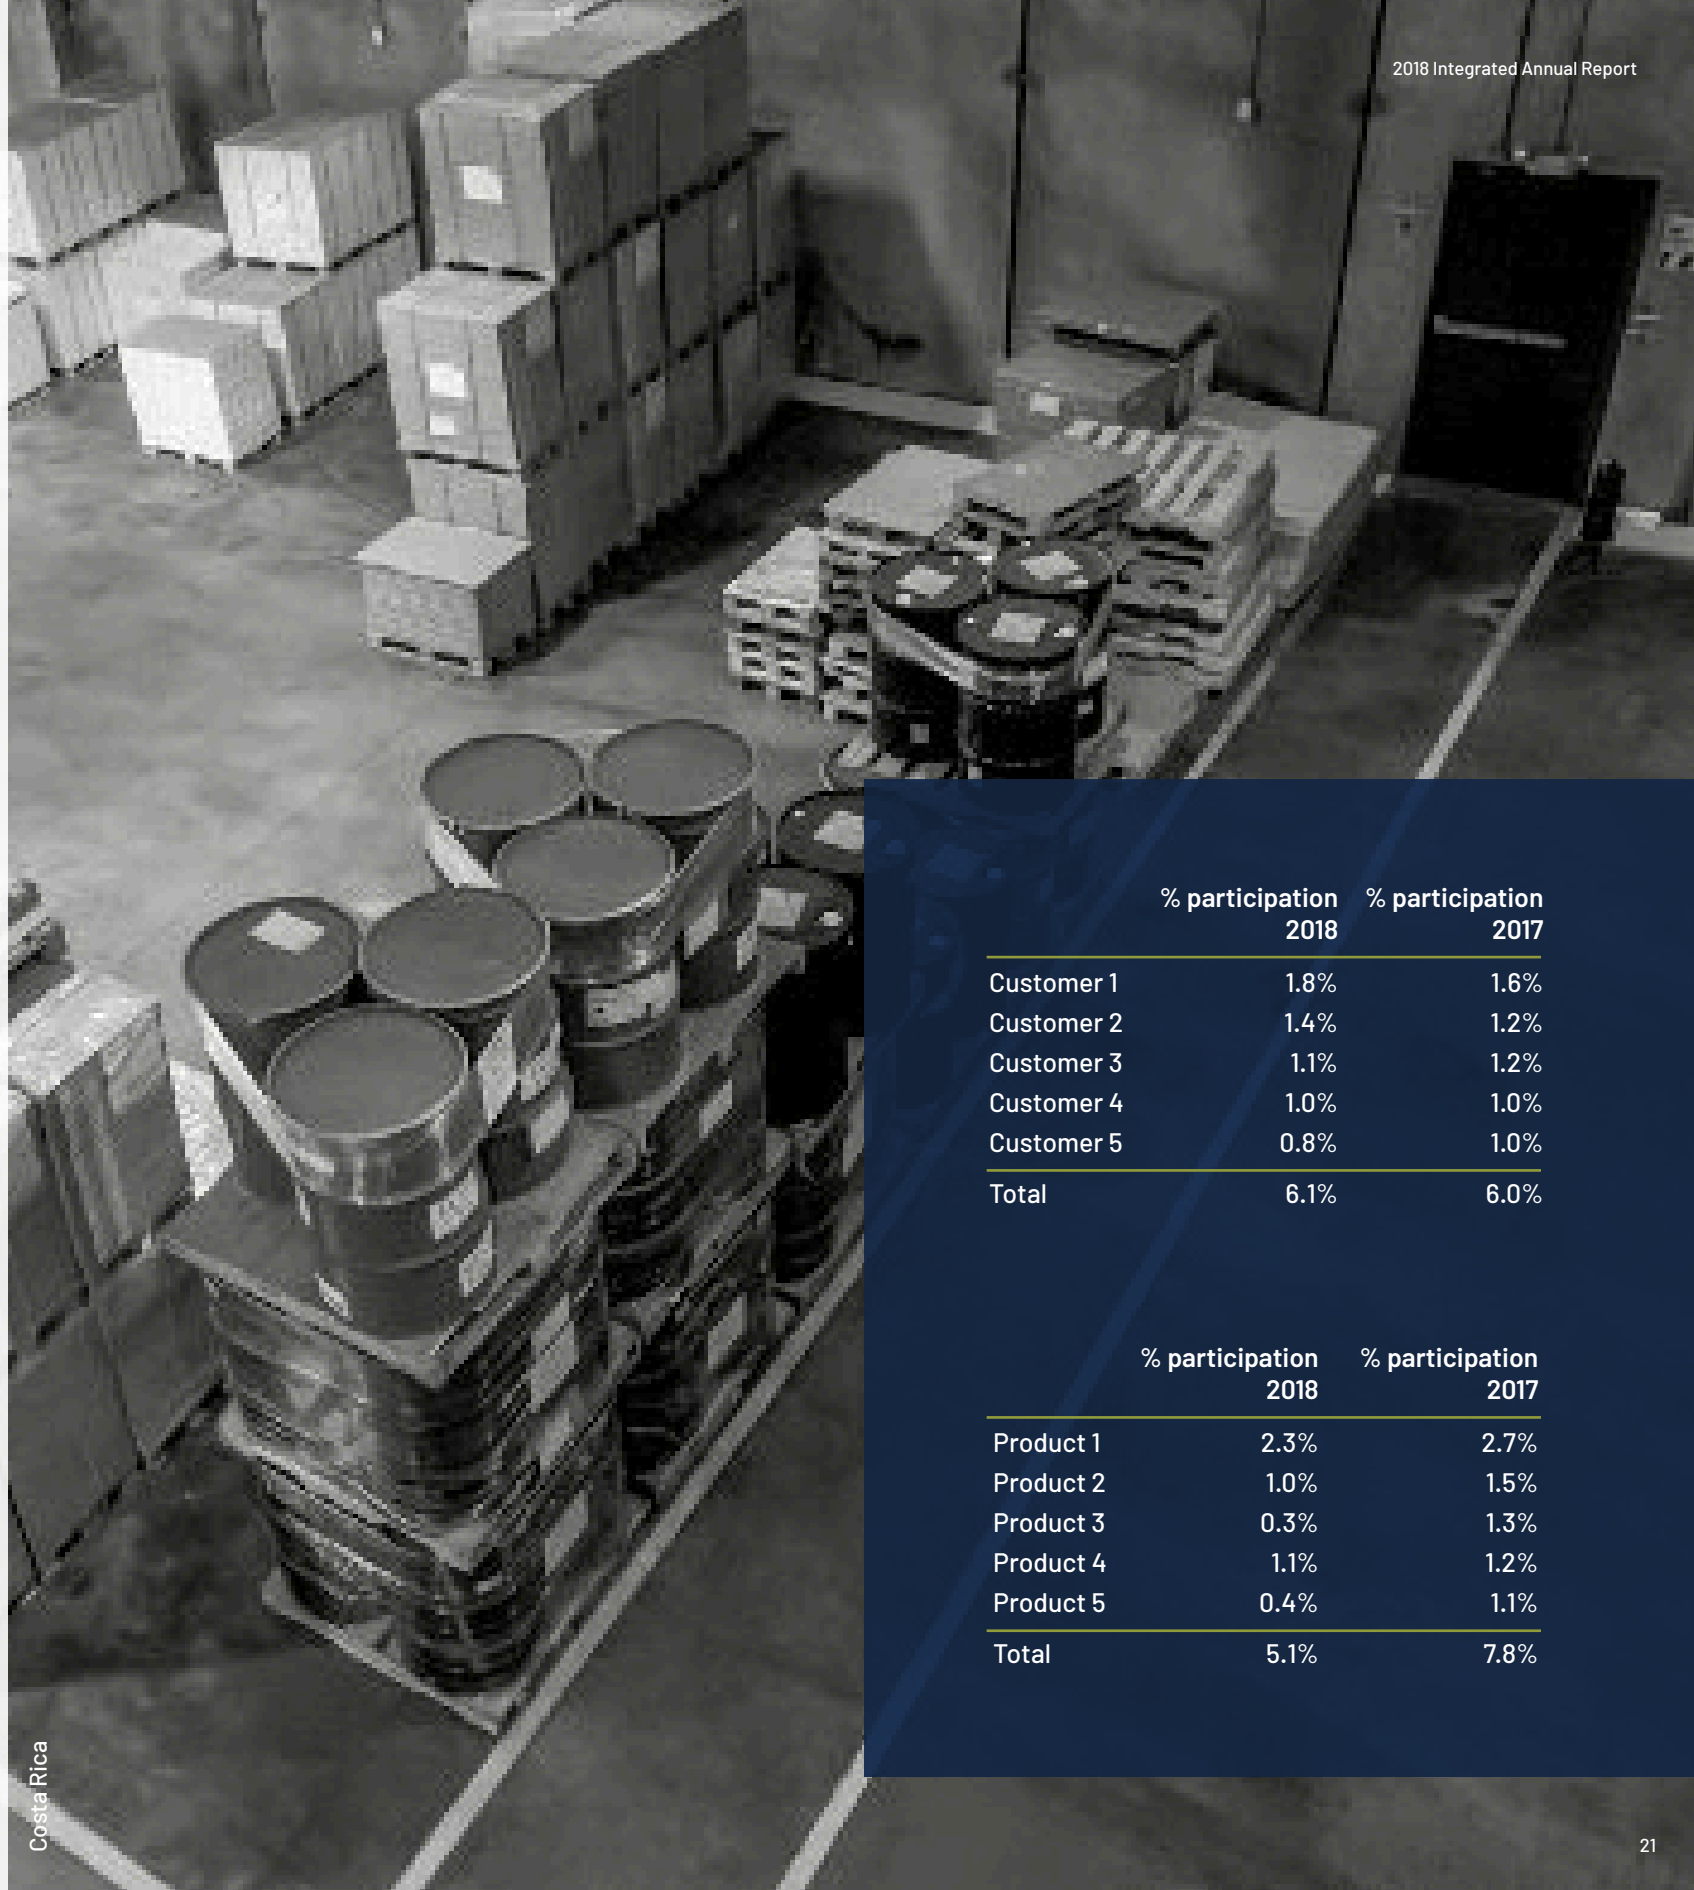 2018 Integrated Annual Report
% participation 2018 % participation 2017
Customer 1 1.8% 1.6%
Customer 2 1.4% 1.2%
Customer 3 1.1% 1.2%
Customer 4 1.0% 1.0%
Customer 5 0.8% 1.0%
Total 6.1% 6.0%
% participation 2018 % participation 2017
Product 1 2.3% 2.7%
Product 2 1.0% 1.5%
Product 3 0.3% 1.3%
Product 4 1.1% 1.2%
Product 5 0.4% 1.1%
Total 5.1% 7.8%
Costa Rica
21